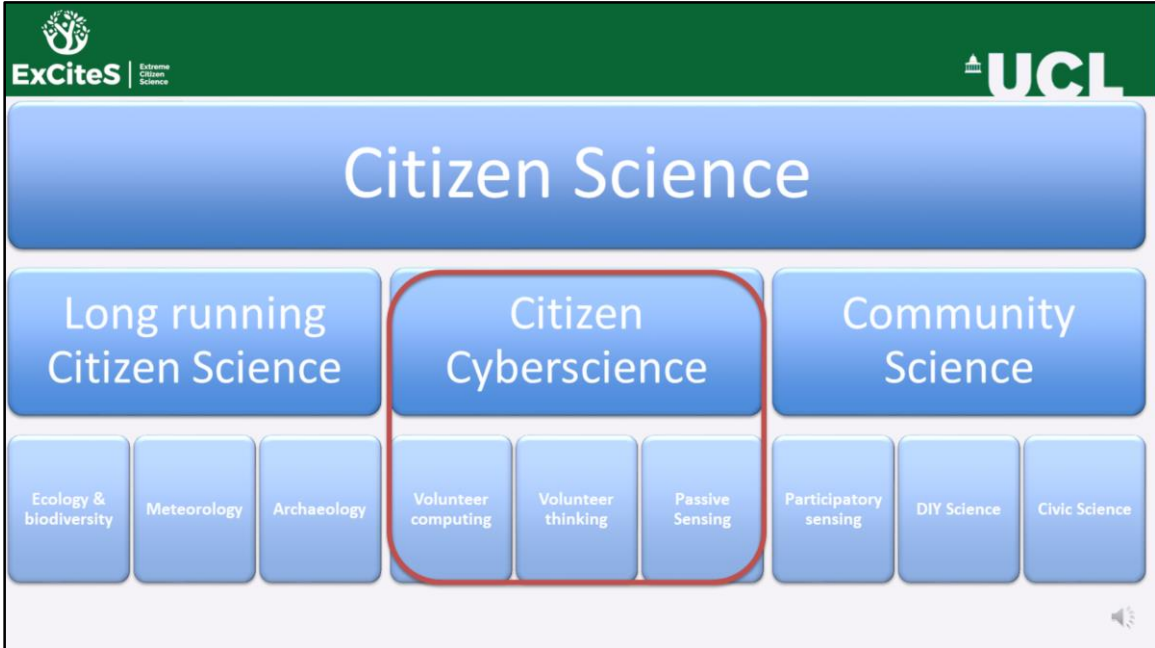 ExCiteS
Extreme
Citizen
Science
UCL
Citizen Science
Long running
Citizen Science
Citizen
Cyberscience
Community
Science
Ecology &
biodiversity
Meteorology
Archaeology
Volunteer
computing
Volunteer
thinking
Passive
Sensing
Participatory
sensing
DIY Science
Civic Science